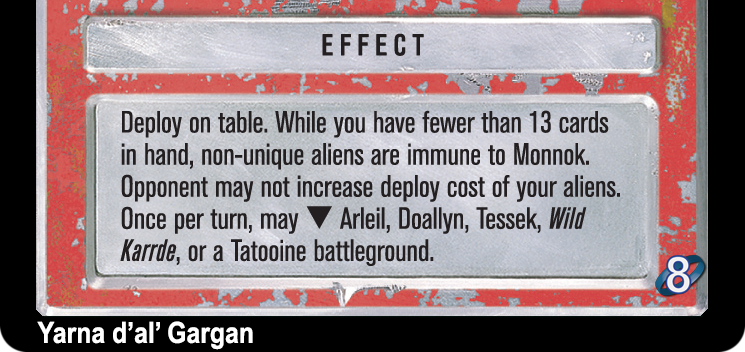 EFFECT
Deploy on table. While you have fewer than 13 cards
in hand, non-unique aliens are immune to Monnok.
Opponent may not increase deploy cost of your aliens.
Once per turn, may ▼ Arleil, Doallyn, Tessek, Wild
Karrde, or a Tatooine battleground.
8
Yarna d'al' Gargan